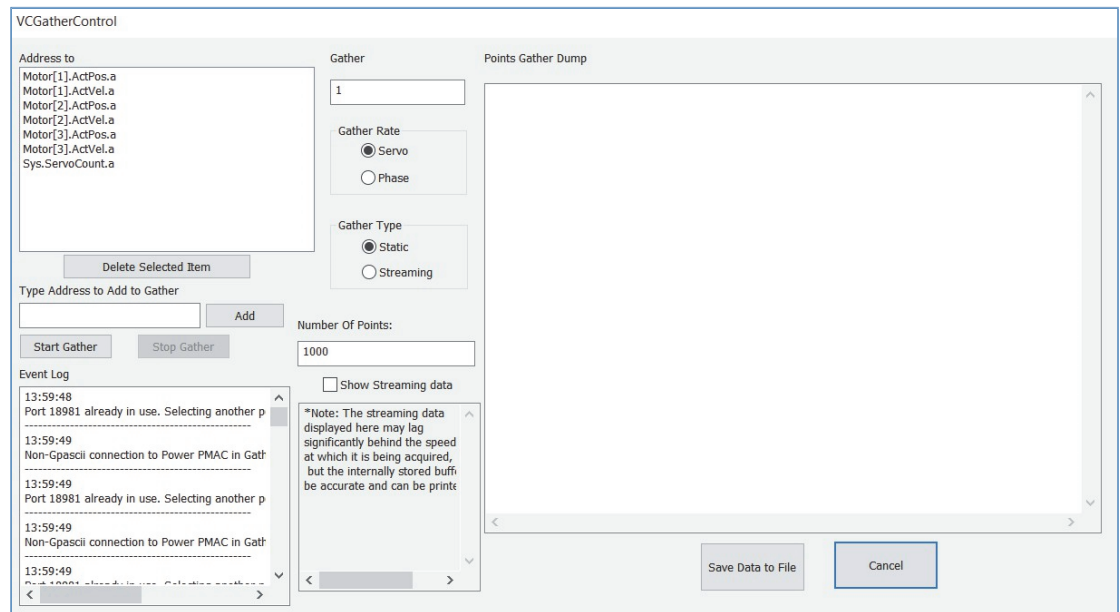 VCGatherControl
Address to
Motor[1].ActPos.a
Motor[1].ActVel.a
Motor[2].ActPos.a
Motor[2].ActVel.a
Motor[3].ActPos.a
Motor[3].ActVel.a
Sys.ServoCount.a
Delete Selected Item
Type Address to Add to Gather
Add
Start Gather
Stop Gather
Event Log
13:59:48
Port 18981 already in use. Selecting another p
--------------------------------------------------
13:59:49
Non-Gpascii connection to Power PMAC in Gath
--------------------------------------------------
13:59:49
Port 18981 already in use. Selecting another p
--------------------------------------------------
13:59:49
Non-Gpascii connection to Power PMAC in Gath
--------------------------------------------------
13:59:49
Gather
1
Gather Rate
Servo
Phase
Gather Type
Static
Streaming
Number Of Points:
1000
Show Streaming data
*Note: The streaming data
displayed here may lag
significantly behind the speed
at which it is being acquired,
but the internally stored buff
be accurate and can be printe
Points Gather Dump
Save Data to File
Cancel